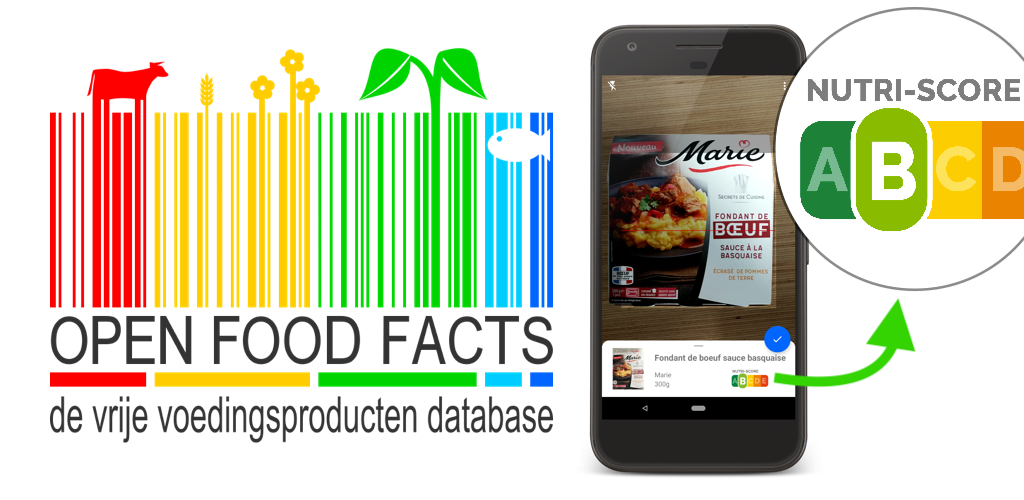 OPEN FOOD FACTS
de vrije voedingsproducten database
Nouveau
Marie
SECRETS DE CUISINE
FONDANT DE
BŒUF
SAUCE À LA
BASQUAISE
ÉCRASÉ DE POMMES
DE TERRE
Fondant de boeuf sauce basquaise
Marie
300g
NUTRI-SCORE
A B C D E
NUTRI-SCORE
A B C D